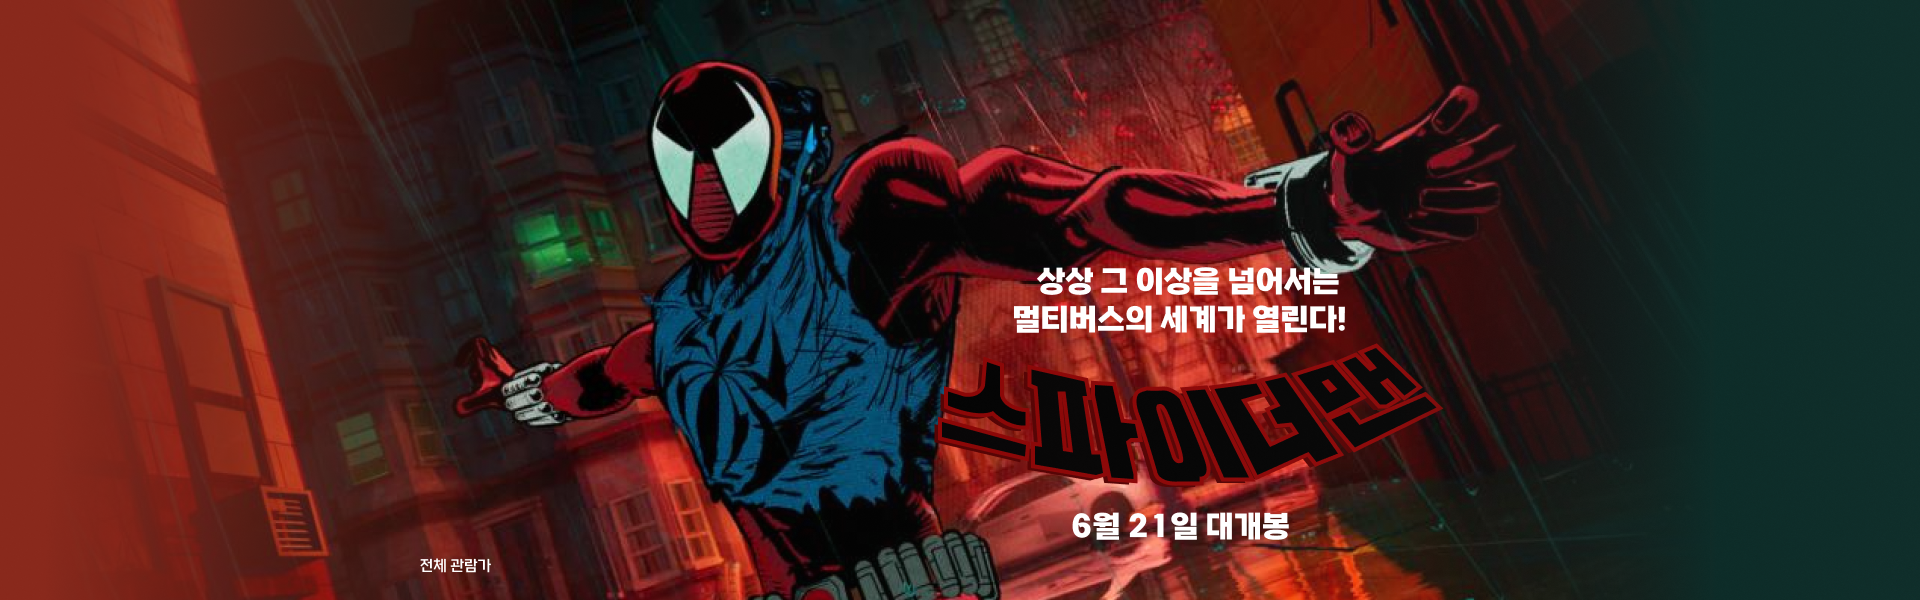 상상 그 이상을 넘어서는
멀티버스의 세계가 열린다!
스파이더맨
6월 21일 대개봉
전체 관람가